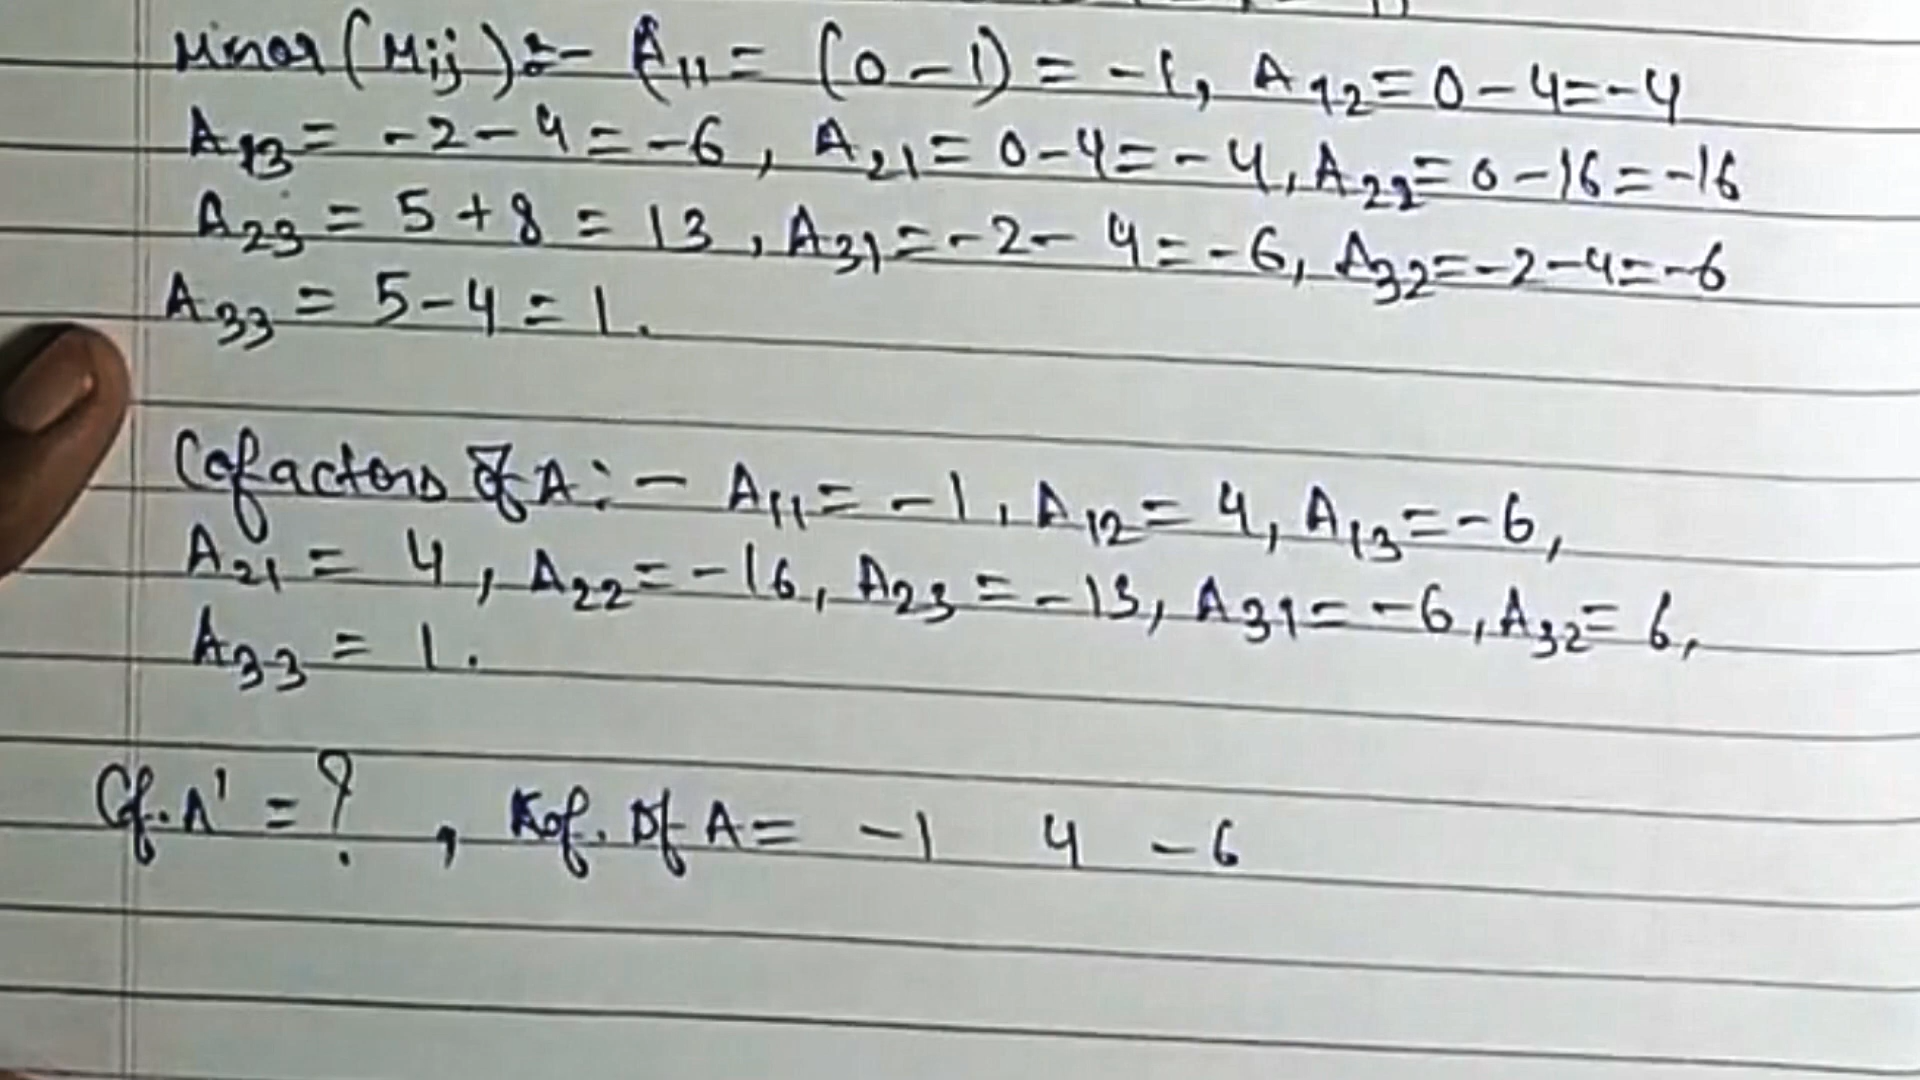 Minor (Mij) :- A11 = (0-1) = -1, A12 = 0-4 = -4
A13 = -2-4 = -6, A21 = 0-4 = -4, A22 = 0-16 = -16
A23 = 5+8 = 13, A31 = -2-4 = -6, A32 = -2-4 = -6
A33 = 5-4 = 1.
Cofactors of A :- A11 = -1, A12 = 4, A13 = -6,
A21 = 4, A22 = -16, A23 = -13, A31 = -6, A32 = 6,
A33 = 1.
Cf. A' = ?, Kof. Of A = -1 4 -6